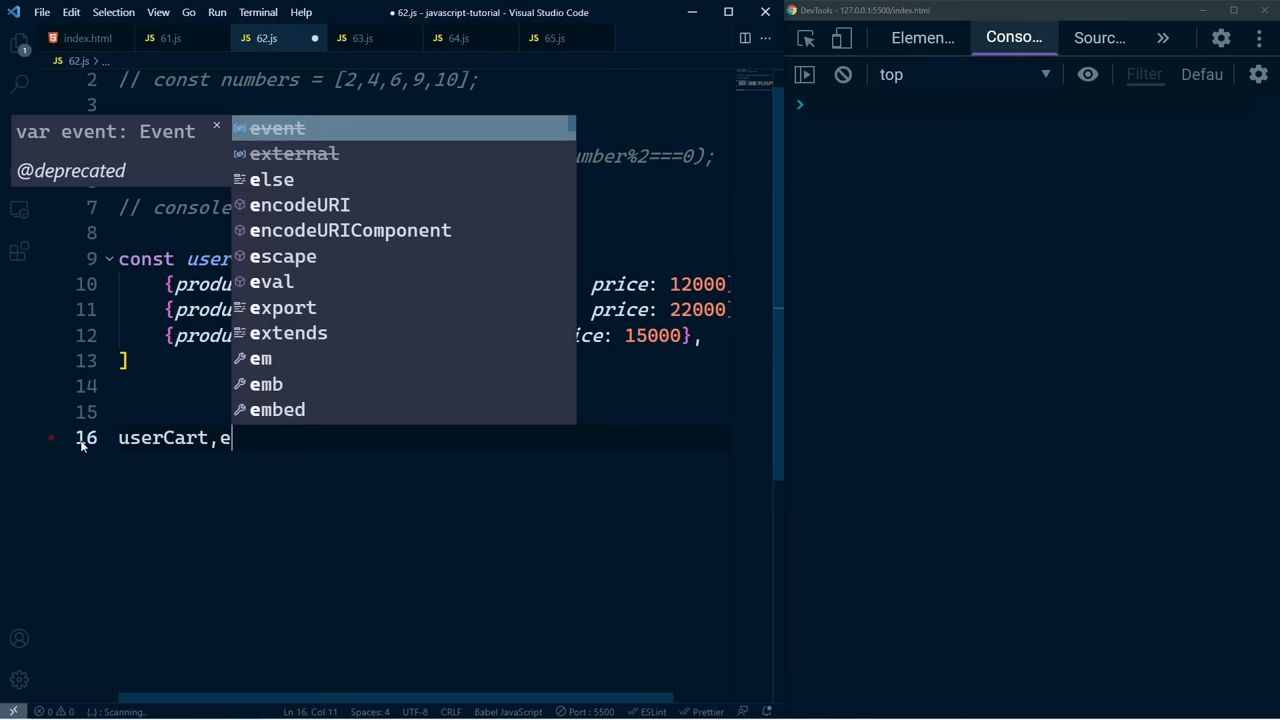 File Edit Selection View Go Run Terminal Help ● 62.js - javascript-tutorial - Visual Studio Code
DevTools - 127.0.0.1:5500/index.html
index.html JS 61.js JS 62.js ● JS 63.js JS 64.js JS 65.js
Elemen… Conso… Sourc… »
JS 62.js > ...
top Filter Defau
2 // const numbers = [2,4,6,9,10];
3
var event: Event
@deprecated
event
external
else
encodeURI
encodeURIComponent
escape
eval
export
extends
em
emb
embed
umber%2===0);
7 // console
8
9 const user
10 {produ price: 12000
11 {produ price: 22000
12 {produ ice: 15000},
13 ]
14
15
16 userCart,e
1
>
0 0 {..} : Scanning.. Ln 16, Col 11 Spaces: 4 UTF-8 CRLF Babel JavaScript Port : 5500 ESLint Prettier